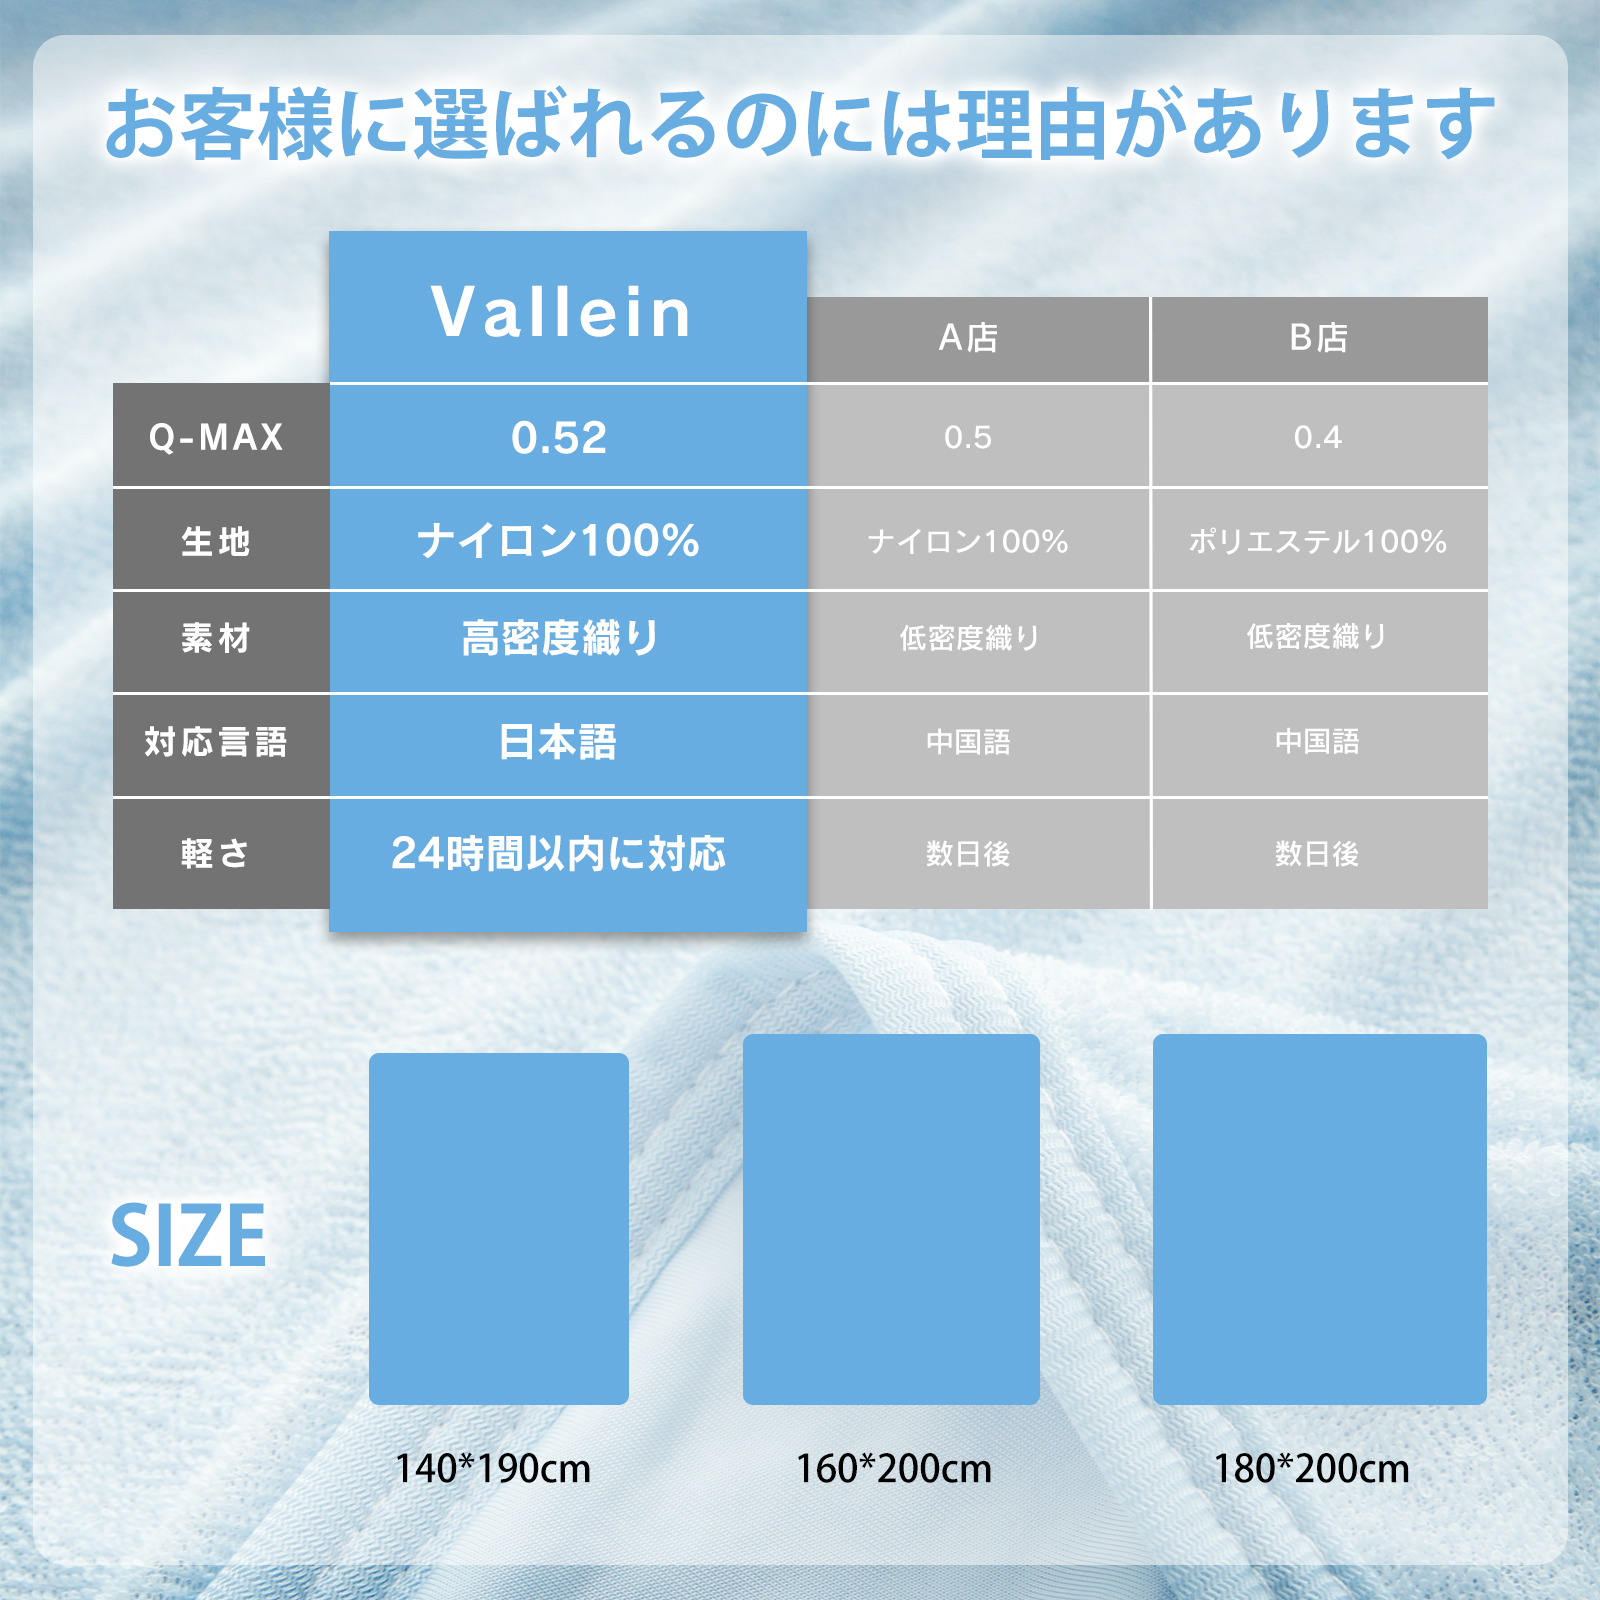 お客様に選ばれるのには理由があります
Vallein
A店
B店
Q-MAX
0.52
0.5
0.4
生地
ナイロン100%
ナイロン100%
ポリエステル100%
素材
高密度織り
低密度織り
低密度織り
対応言語
日本語
中国語
中国語
軽さ
24時間以内に対応
数日後
数日後
SIZE
140*190cm
160*200cm
180*200cm